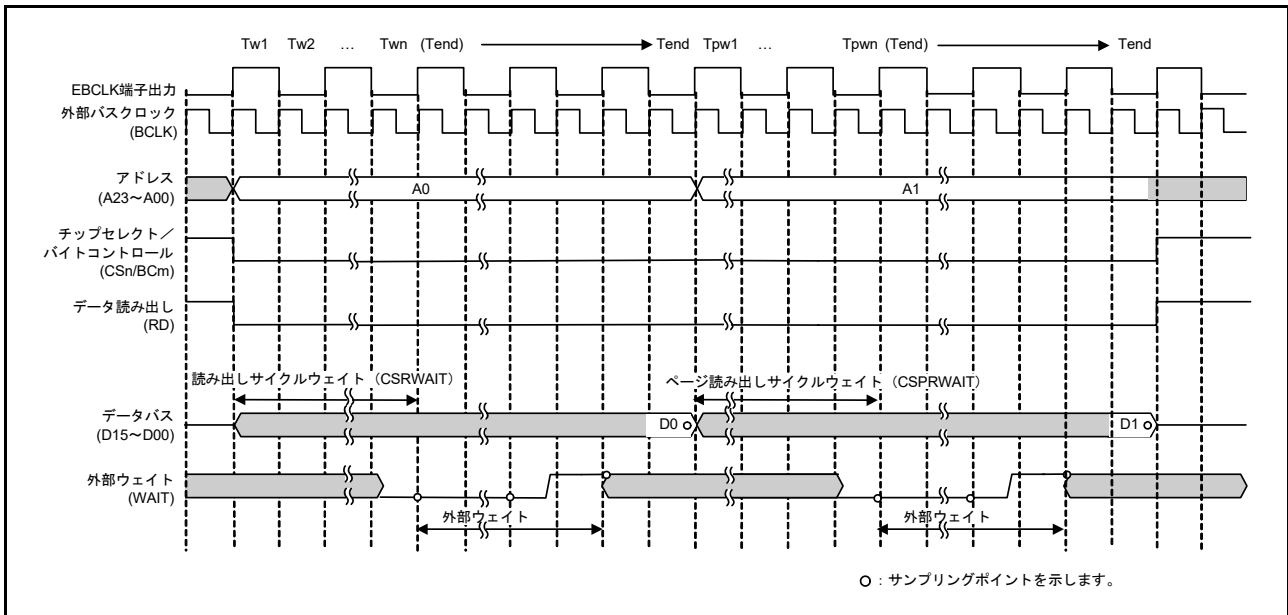 Tw1 Tw2 … Twn (Tend) Tend Tpw1 … Tpwn (Tend) Tend
EBCLK端子出力
外部バスクロック
(BCLK)
アドレス
(A23～A00)
A0 A1
チップセレクト／
バイトコントロール
(CSn/BCm)
データ読み出し
(RD)
読み出しサイクルウェイト（CSRWAIT） ページ読み出しサイクルウェイト（CSPRWAIT）
データバス
(D15～D00)
D0 D1
外部ウェイト
(WAIT)
外部ウェイト 外部ウェイト
：サンプリングポイントを示します。